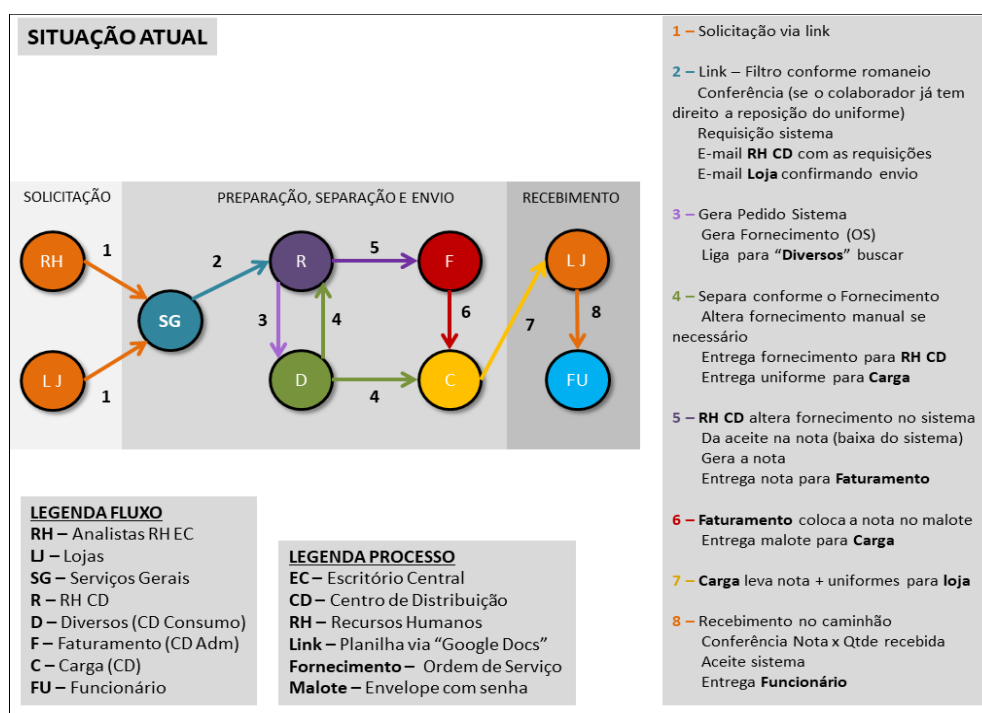 SITUAÇÃO ATUAL
SOLICITAÇÃO
PREPARAÇÃO, SEPARAÇÃO E ENVIO
RECEBIMENTO
RH
1
2
R
5
F
LJ
SG
3
4
6
7
8
LJ
1
D
4
C
FU
LEGENDA FLUXO
RH – Analistas RH EC
LJ – Lojas
SG – Serviços Gerais
R – RH CD
D – Diversos (CD Consumo)
F – Faturamento (CD Adm)
C – Carga (CD)
FU – Funcionário
LEGENDA PROCESSO
EC – Escritório Central
CD – Centro de Distribuição
RH – Recursos Humanos
Link – Planilha via “Google Docs”
Fornecimento – Ordem de Serviço
Malote – Envelope com senha
1 – Solicitação via link
2 – Link – Filtro conforme romaneio
Conferência (se o colaborador já tem
direito a reposição do uniforme)
Requisição sistema
E-mail RH CD com as requisições
E-mail Loja confirmando envio
3 – Gera Pedido Sistema
Gera Fornecimento (OS)
Liga para “Diversos” buscar
4 – Separa conforme o Fornecimento
Altera fornecimento manual se
necessário
Entrega fornecimento para RH CD
Entrega uniforme para Carga
5 – RH CD altera fornecimento no sistema
Da aceite na nota (baixa do sistema)
Gera a nota
Entrega nota para Faturamento
6 – Faturamento coloca a nota no malote
Entrega malote para Carga
7 – Carga leva nota + uniformes para loja
8 – Recebimento no caminhão
Conferência Nota x Qtde recebida
Aceite sistema
Entrega Funcionário